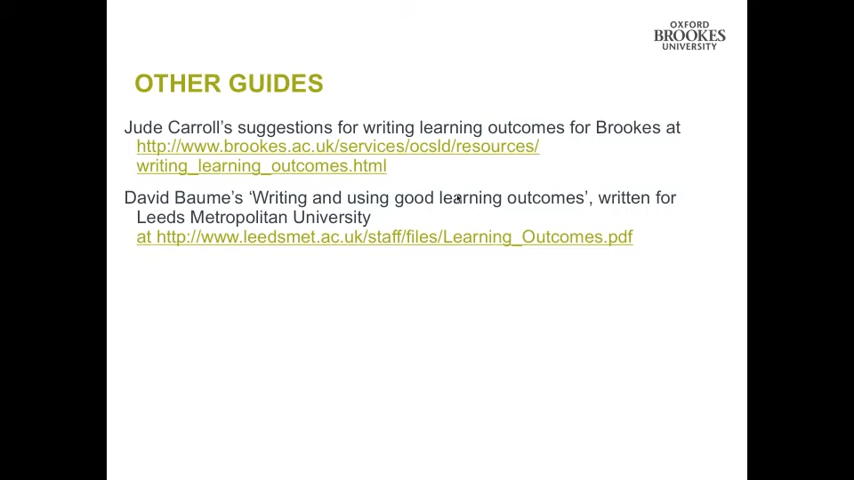 OXFORD
BROOKES
UNIVERSITY
OTHER GUIDES
Jude Carroll’s suggestions for writing learning outcomes for Brookes at
http://www.brookes.ac.uk/services/ocsld/resources/
writing_learning_outcomes.html
David Baume’s ‘Writing and using good learning outcomes’, written for
Leeds Metropolitan University
at http://www.leedsmet.ac.uk/staff/files/Learning_Outcomes.pdf